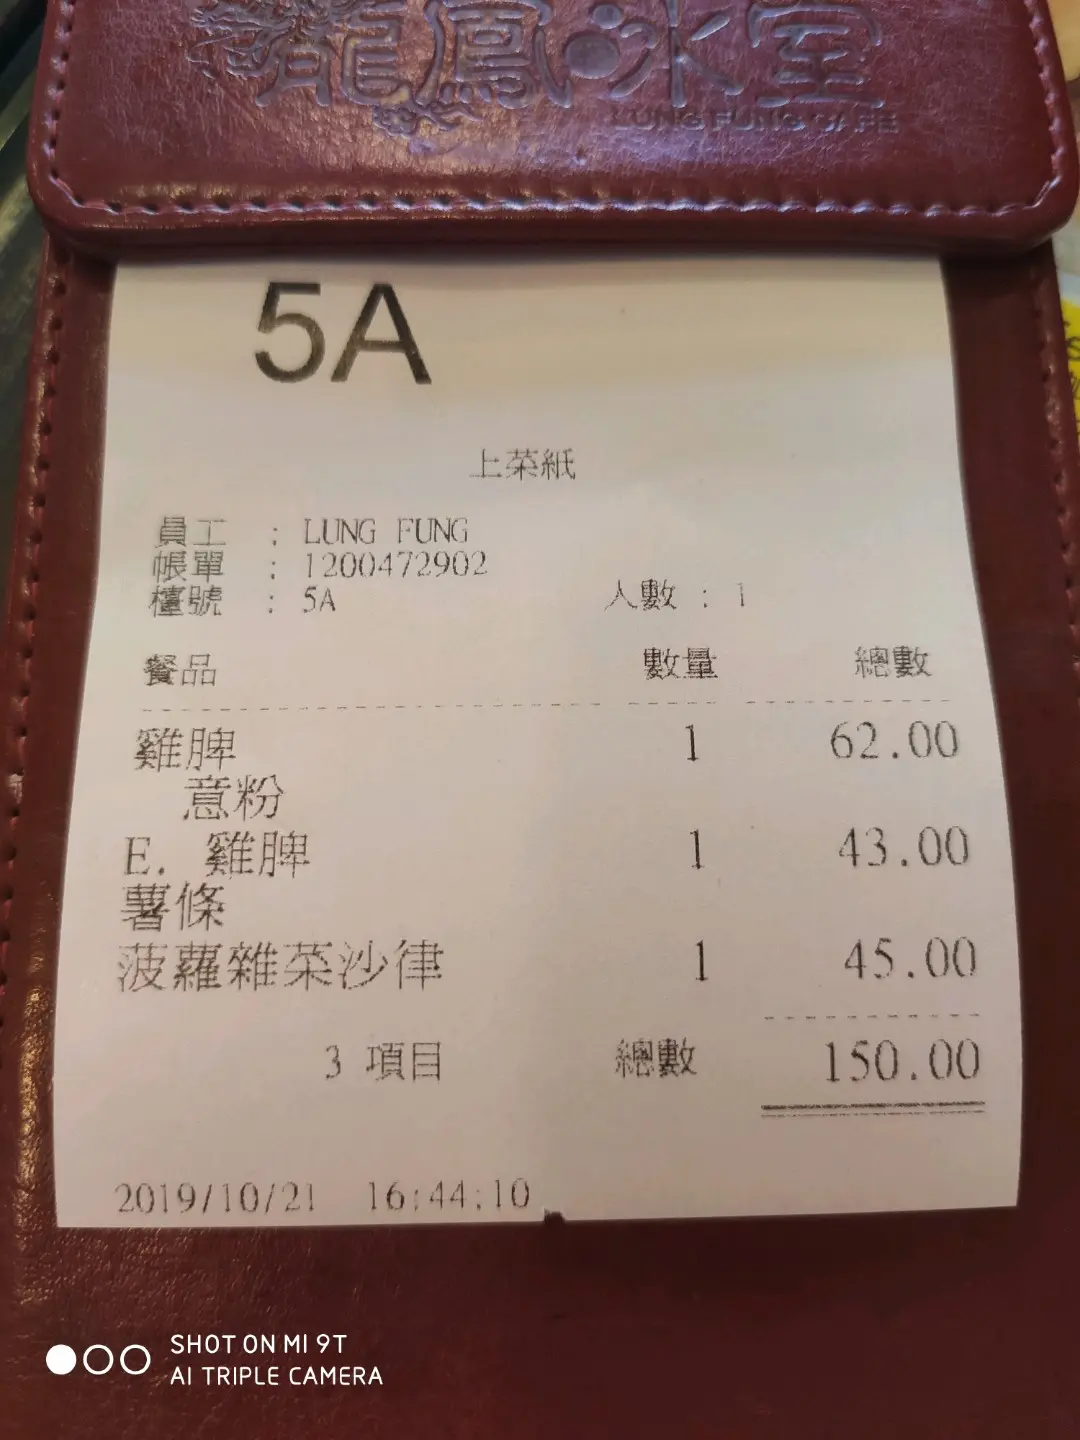 龍鳳冰室
LUNG FUNG CAFE
5A
上菜紙
員工 : LUNG FUNG
帳單 : 1200472902
檯號 : 5A 人數 : 1
餐品 數量 總數
雞脾 1 62.00
意粉
E. 雞脾 1 43.00
薯條
菠蘿雜菜沙律 1 45.00
3 項目 總數 150.00
2019/10/21 16:44:10
SHOT ON MI 9T
AI TRIPLE CAMERA